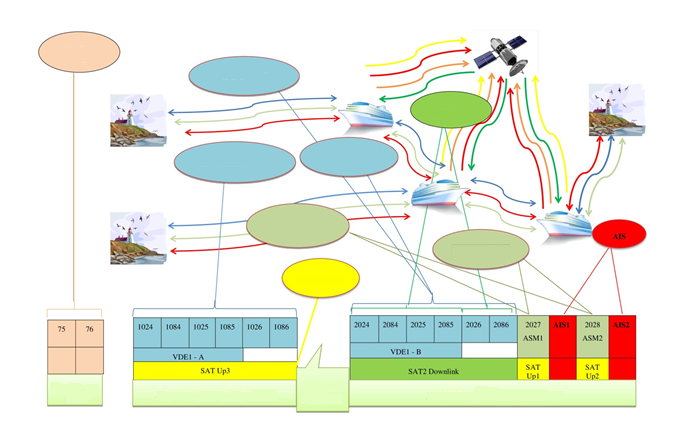 AIS
75 76
1024 1084 1025 1085 1026 1086
2024 2084 2025 2085 2026 2086 2027 AIS1 2028 AIS2
ASM1 ASM2
VDE1 - A
VDE1 - B
SAT Up3
SAT2 Downlink
SAT
Up1
SAT
Up2